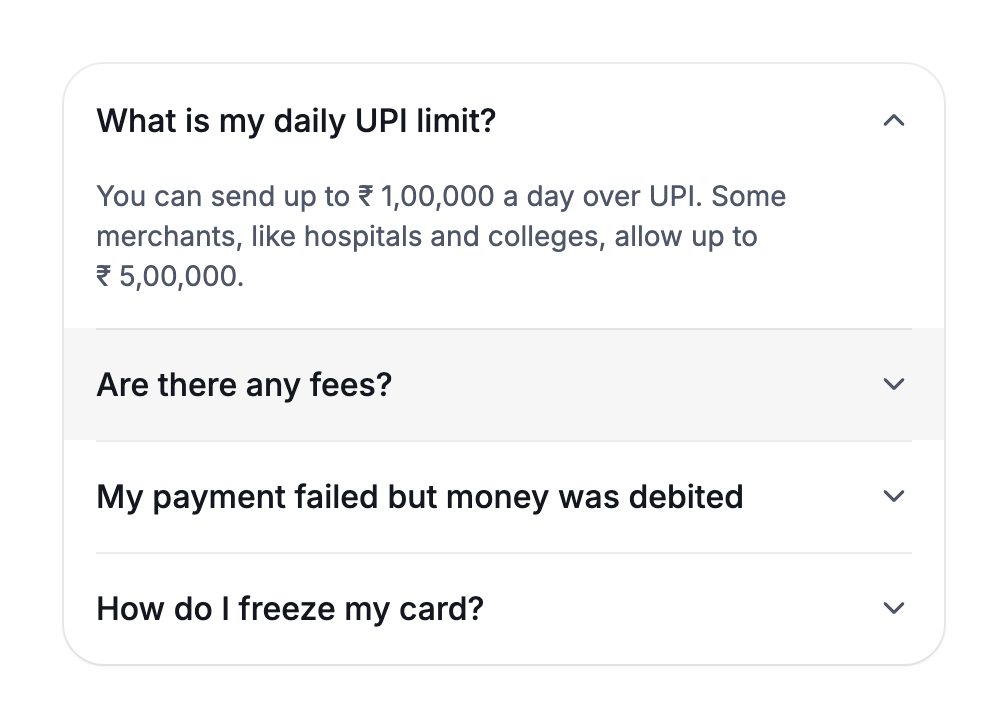 What is my daily UPI limit?
You can send up to ₹ 1,00,000 a day over UPI. Some
merchants, like hospitals and colleges, allow up to
₹ 5,00,000.
Are there any fees?
My payment failed but money was debited
How do I freeze my card?